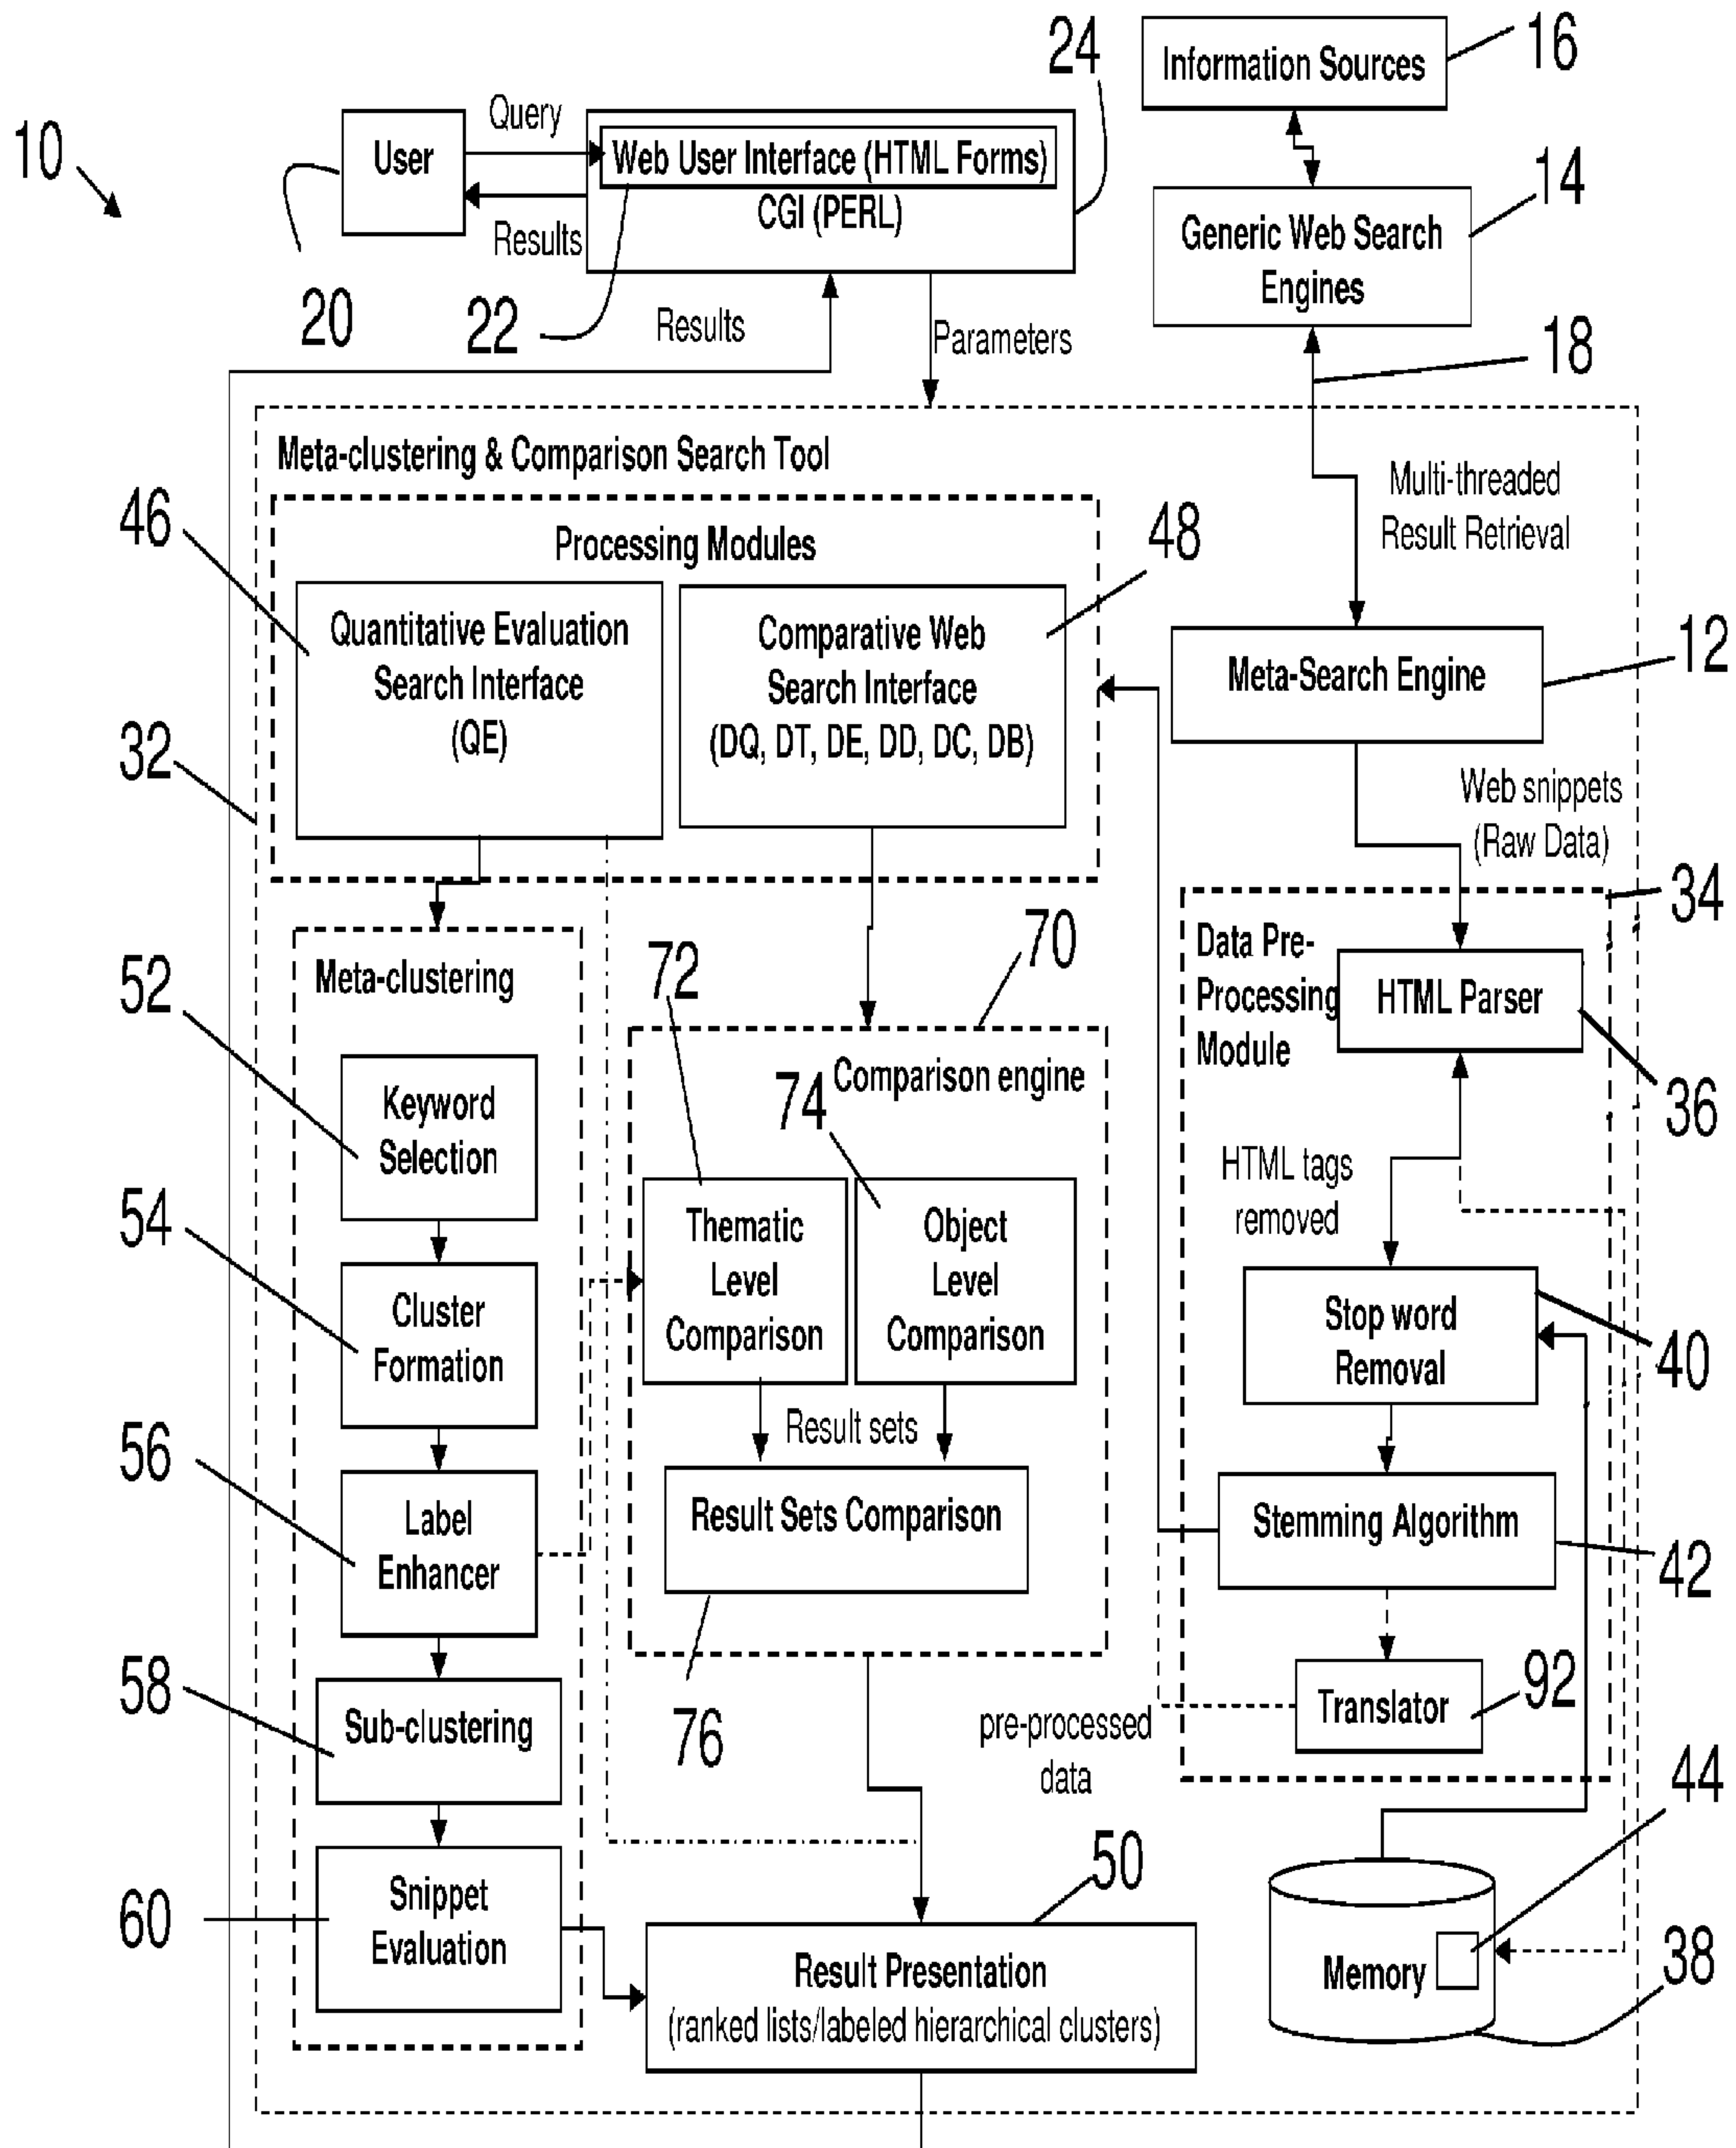 10
User
Query
Results
20
Web User Interface (HTML Forms)
CGI (PERL)
22
24
Information Sources
16
Generic Web Search
Engines
14
18
Results
Parameters
Meta-clustering & Comparison Search Tool
Multi-threaded
Result Retrieval
46
Processing Modules
48
Quantitative Evaluation
Search Interface
(QE)
Comparative Web
Search Interface
(DQ, DT, DE, DD, DC, DB)
Meta-Search Engine
12
32
Web snippets
(Raw Data)
34
Data Pre-
Processing
Module
HTML Parser
36
Meta-clustering
52
Keyword
Selection
54
Cluster
Formation
56
Label
Enhancer
58
Sub-clustering
60
Snippet
Evaluation
70
72
74
Comparison engine
Thematic
Level
Comparison
Object
Level
Comparison
Result sets
Result Sets Comparison
76
HTML tags
removed
Stop word
Removal
40
Stemming Algorithm
42
Translator
92
pre-processed
data
44
Memory
38
50
Result Presentation
(ranked lists/labeled hierarchical clusters)